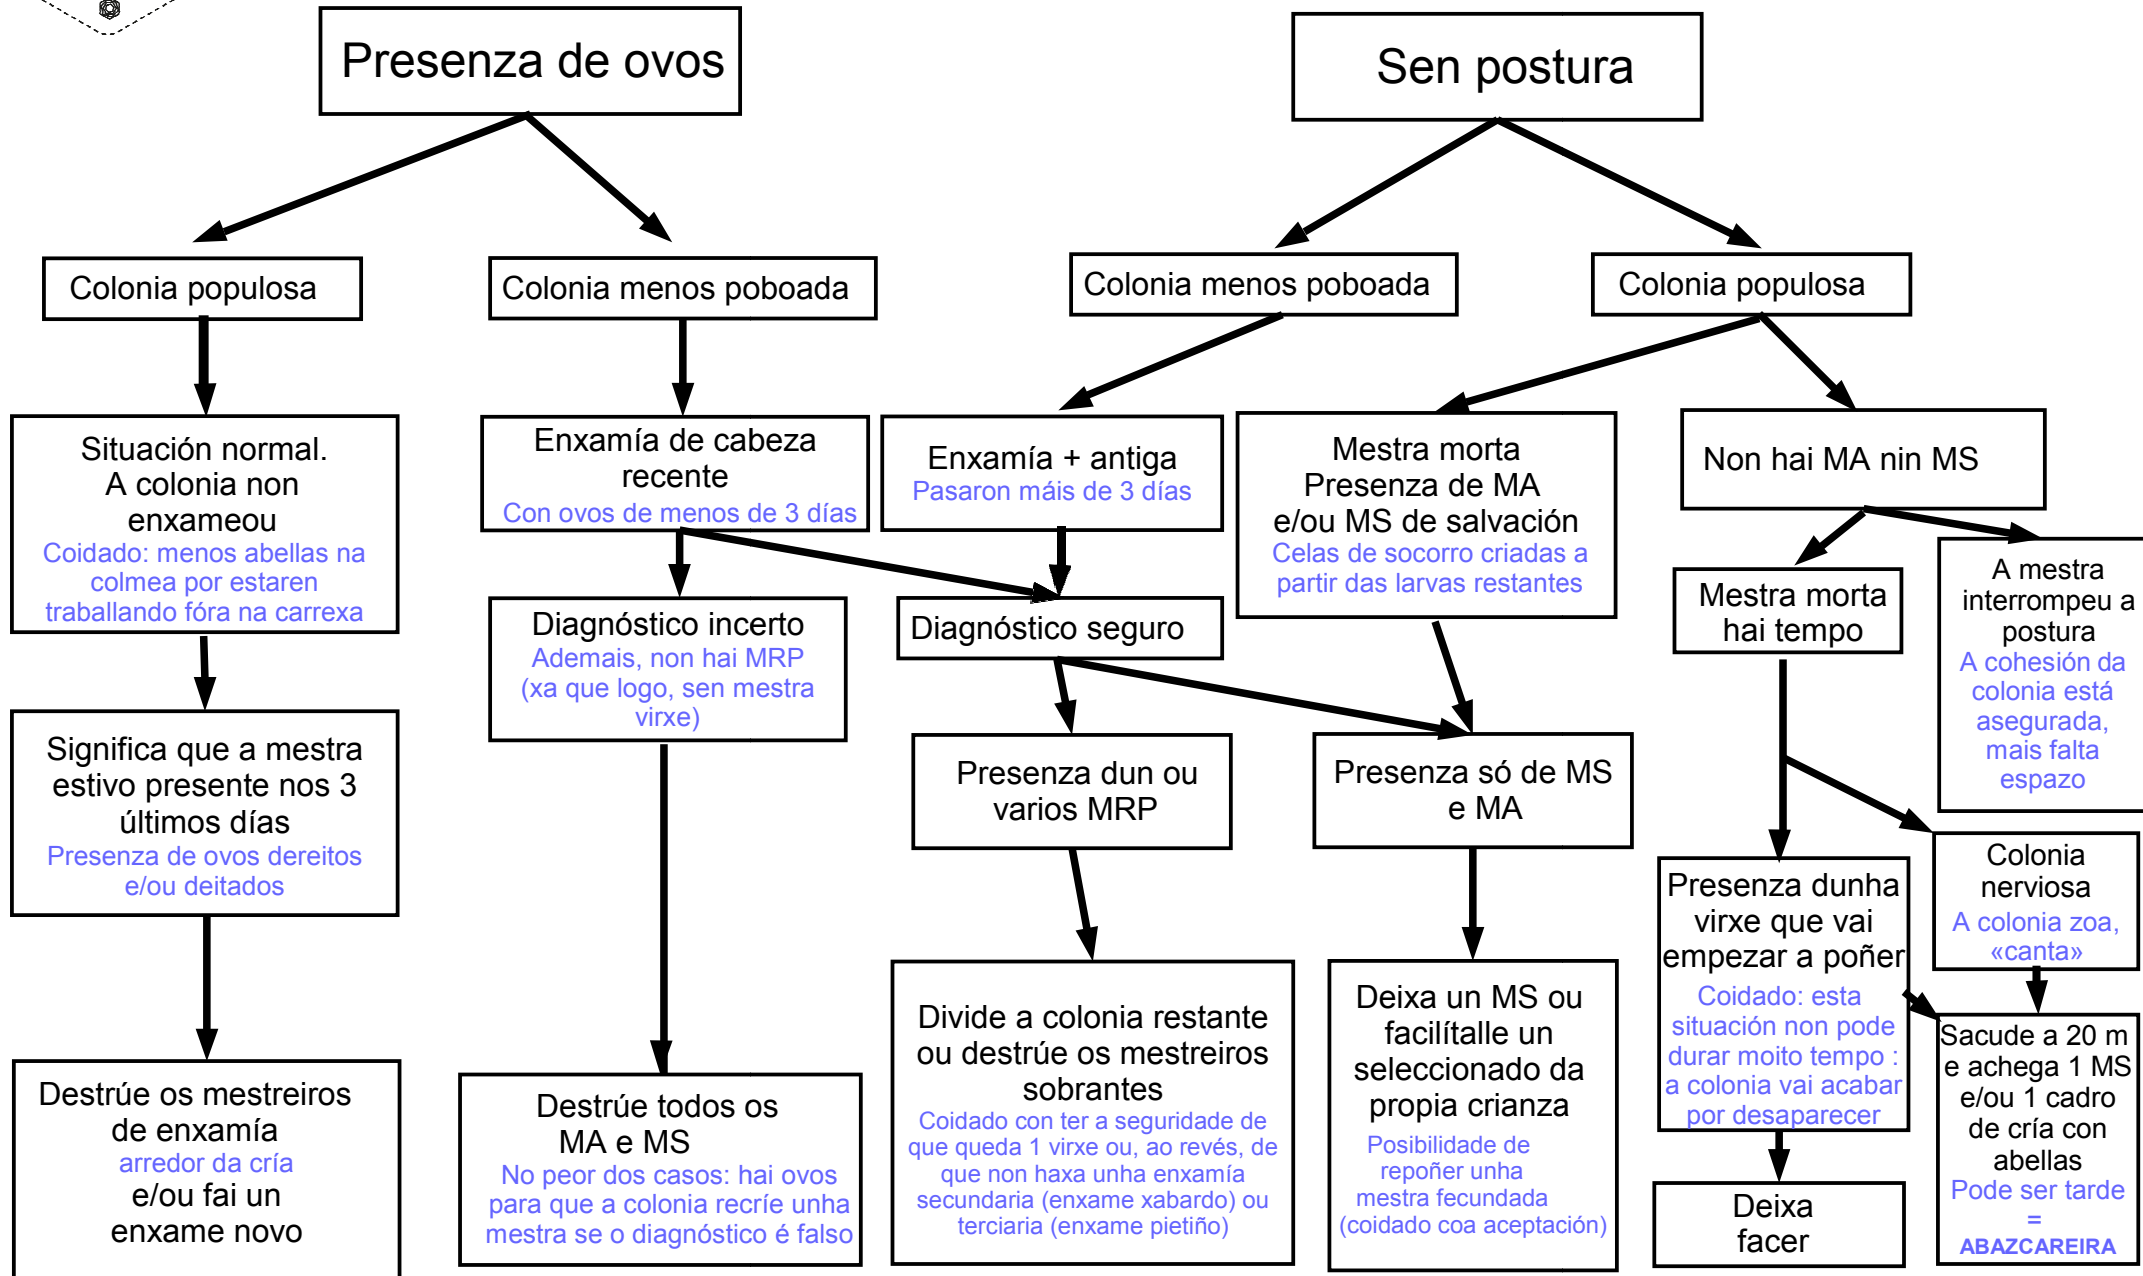 Presenza de ovos
Sen postura
Colonia populosa
Colonia menos poboada
Colonia menos poboada
Colonia populosa
Situación normal.
A colonia non
enxameou
Coidado: menos abellas na
colmea por estaren
traballando fóra na carrexa
Enxamía de cabeza
recente
Con ovos de menos de 3 días
Enxamía + antiga
Pasaron máis de 3 días
Mestra morta
Presenza de MA
e/ou MS de salvación
Celas de socorro criadas a
partir das larvas restantes
Non hai MA nin MS
Mestra morta
hai tempo
A mestra
interrompeu a
postura
A cohesión da
colonia está
asegurada,
mais falta
espazo
Diagnóstico incerto
Ademais, non hai MRP
(xa que logo, sen mestra
virxe)
Diagnóstico seguro
Significa que a mestra
estivo presente nos 3
últimos días
Presenza de ovos dereitos
e/ou deitados
Presenza dun ou
varios MRP
Presenza só de MS
e MA
Colonia
nerviosa
A colonia zoa,
«canta»
Presenza dunha
virxe que vai
empezar a poñer
Coidado: esta
situación non pode
durar moito tempo :
a colonia vai acabar
por desaparecer
Destrúe os mestreiros
de enxamía
arredor da cría
e/ou fai un
enxame novo
Destrúe todos os
MA e MS
No peor dos casos: hai ovos
para que a colonia recríe unha
mestra se o diagnóstico é falso
Divide a colonia restante
ou destrúe os mestreiros
sobrantes
Coidado con ter a seguridade de
que queda 1 virxe ou, ao revés, de
que non haxa unha enxamía
secundaria (enxame xabardo) ou
terciaria (enxame pietiño)
Deixa un MS ou
facilítalle un
seleccionado da
propia crianza
Posibilidade de
repoñer unha
mestra fecundada
(coidado coa aceptación)
Deixa
facer
Sacude a 20 m
e achega 1 MS
e/ou 1 cadro
de cría con
abellas
Pode ser tarde
=
ABAZCAREIRA